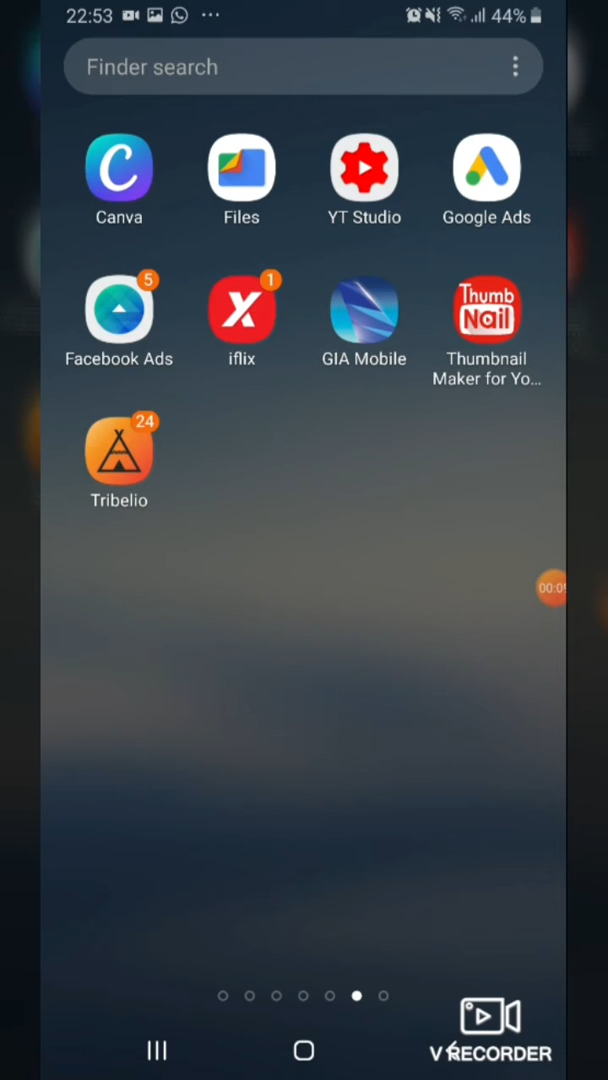 22:53
44%
Finder search
Canva
Files
YT Studio
Google Ads
5
1
Thumb
Nail
Facebook Ads
iflix
GIA Mobile
Thumbnail
Maker for Yo...
24
Tribelio
V RECORDER